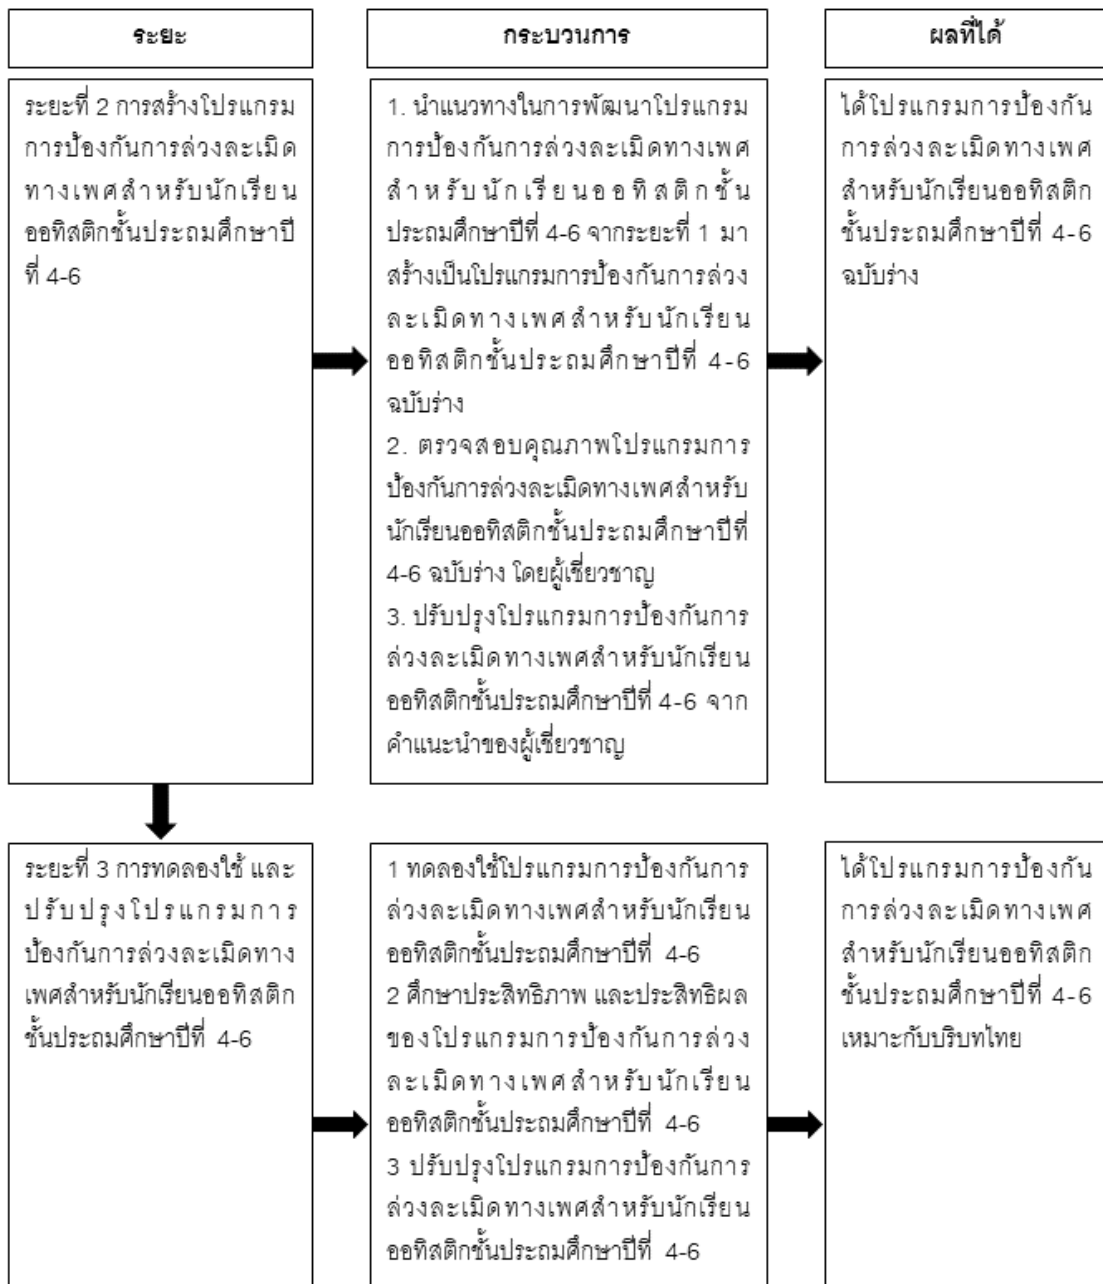 ระยะ
กระบวนการ
ผลที่ได้
ระยะที่ 2 การสร้างโปรแกรม
การป้องกันการล่วงละเมิด
ทางเพศสำหรับนักเรียน
ออทิสติกชั้นประถมศึกษาปี
ที่ 4-6
1. นำแนวทางในการพัฒนาโปรแกรม
การป้องกันการล่วงละเมิดทางเพศ
สำหรับนักเรียนออทิสติกชั้น
ประถมศึกษาปีที่ 4-6 จากระยะที่ 1 มา
สร้างเป็นโปรแกรมการป้องกันการล่วง
ละเมิดทางเพศสำหรับนักเรียน
ออทิสติกชั้นประถมศึกษาปีที่ 4-6
ฉบับร่าง
2. ตรวจสอบคุณภาพโปรแกรมการ
ป้องกันการล่วงละเมิดทางเพศสำหรับ
นักเรียนออทิสติกชั้นประถมศึกษาปีที่
4-6 ฉบับร่าง โดยผู้เชี่ยวชาญ
3. ปรับปรุงโปรแกรมการป้องกันการ
ล่วงละเมิดทางเพศสำหรับนักเรียน
ออทิสติกชั้นประถมศึกษาปีที่ 4-6 จาก
คำแนะนำของผู้เชี่ยวชาญ
ได้โปรแกรมการป้องกัน
การล่วงละเมิดทางเพศ
สำหรับนักเรียนออทิสติก
ชั้นประถมศึกษาปีที่ 4-6
ฉบับร่าง
ระยะที่ 3 การทดลองใช้ และ
ปรับปรุงโปรแกรมการ
ป้องกันการล่วงละเมิดทาง
เพศสำหรับนักเรียนออทิสติก
ชั้นประถมศึกษาปีที่ 4-6
1 ทดลองใช้โปรแกรมการป้องกันการ
ล่วงละเมิดทางเพศสำหรับนักเรียน
ออทิสติกชั้นประถมศึกษาปีที่ 4-6
2 ศึกษาประสิทธิภาพ และประสิทธิผล
ของโปรแกรมการป้องกันการล่วง
ละเมิดทางเพศสำหรับนักเรียน
ออทิสติกชั้นประถมศึกษาปีที่ 4-6
3 ปรับปรุงโปรแกรมการป้องกันการ
ล่วงละเมิดทางเพศสำหรับนักเรียน
ออทิสติกชั้นประถมศึกษาปีที่ 4-6
ได้โปรแกรมการป้องกัน
การล่วงละเมิดทางเพศ
สำหรับนักเรียนออทิสติก
ชั้นประถมศึกษาปีที่ 4-6
เหมาะกับบริบทไทย